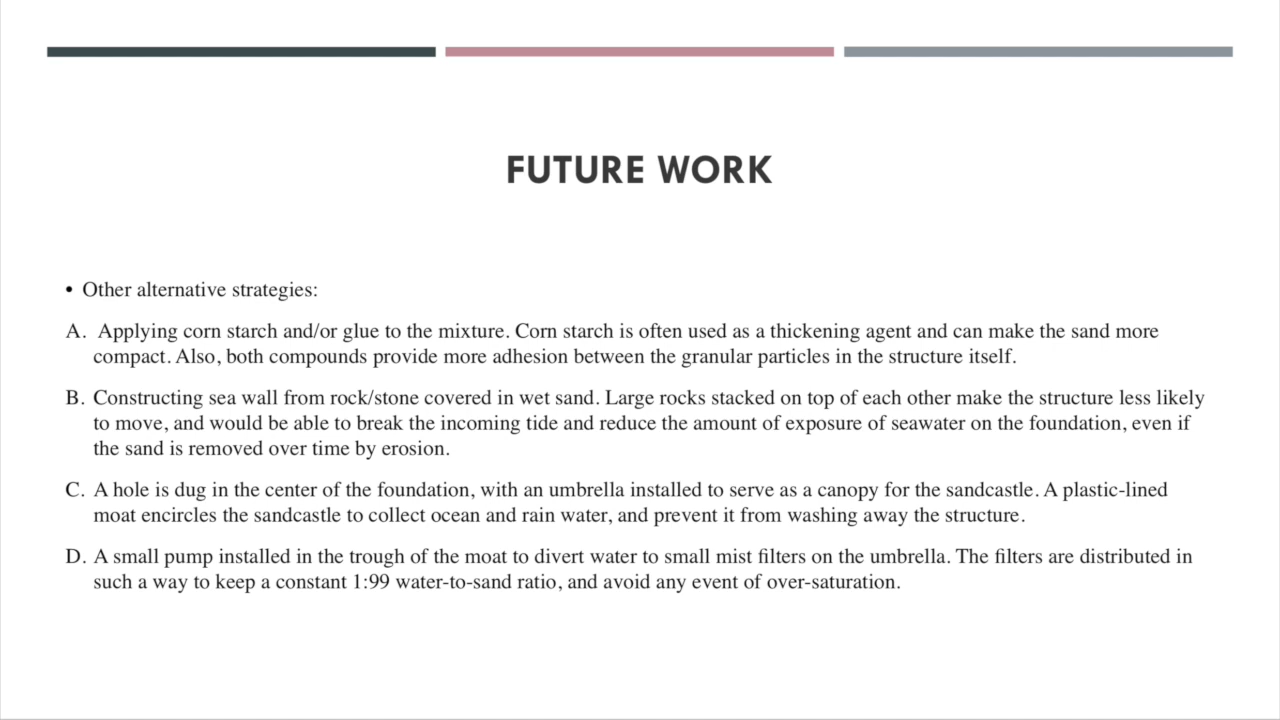 FUTURE WORK
• Other alternative strategies:
A. Applying corn starch and/or glue to the mixture. Corn starch is often used as a thickening agent and can make the sand more
compact. Also, both compounds provide more adhesion between the granular particles in the structure itself.
B. Constructing sea wall from rock/stone covered in wet sand. Large rocks stacked on top of each other make the structure less likely
to move, and would be able to break the incoming tide and reduce the amount of exposure of seawater on the foundation, even if
the sand is removed over time by erosion.
C. A hole is dug in the center of the foundation, with an umbrella installed to serve as a canopy for the sandcastle. A plastic-lined
moat encircles the sandcastle to collect ocean and rain water, and prevent it from washing away the structure.
D. A small pump installed in the trough of the moat to divert water to small mist filters on the umbrella. The filters are distributed in
such a way to keep a constant 1:99 water-to-sand ratio, and avoid any event of over-saturation.